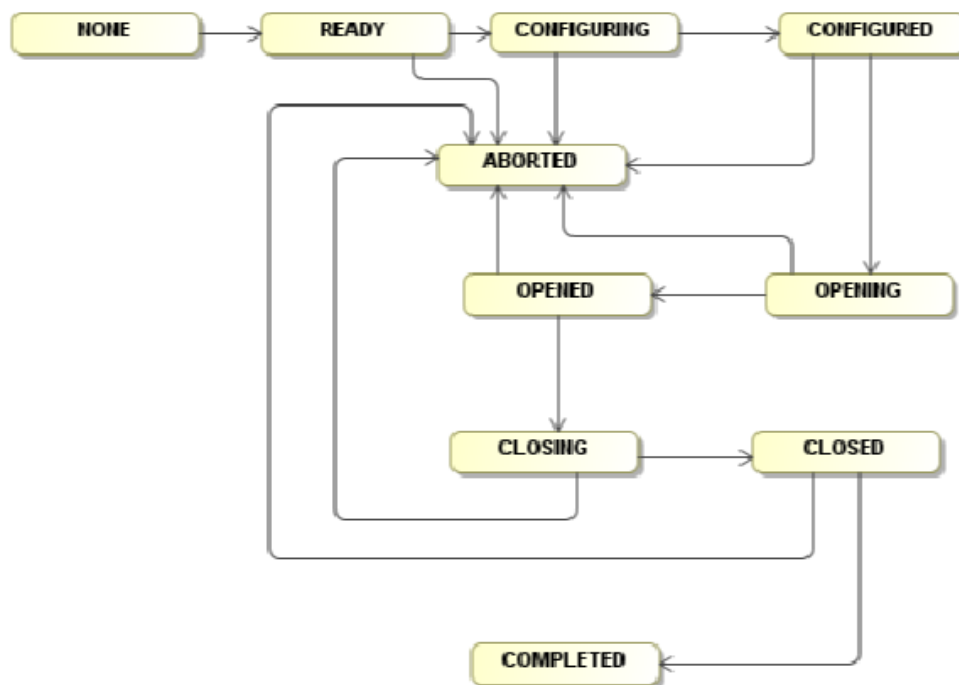 NONE
READY
CONFIGURING
CONFIGURED
ABORTED
OPENED
OPENING
CLOSING
CLOSED
COMPLETED